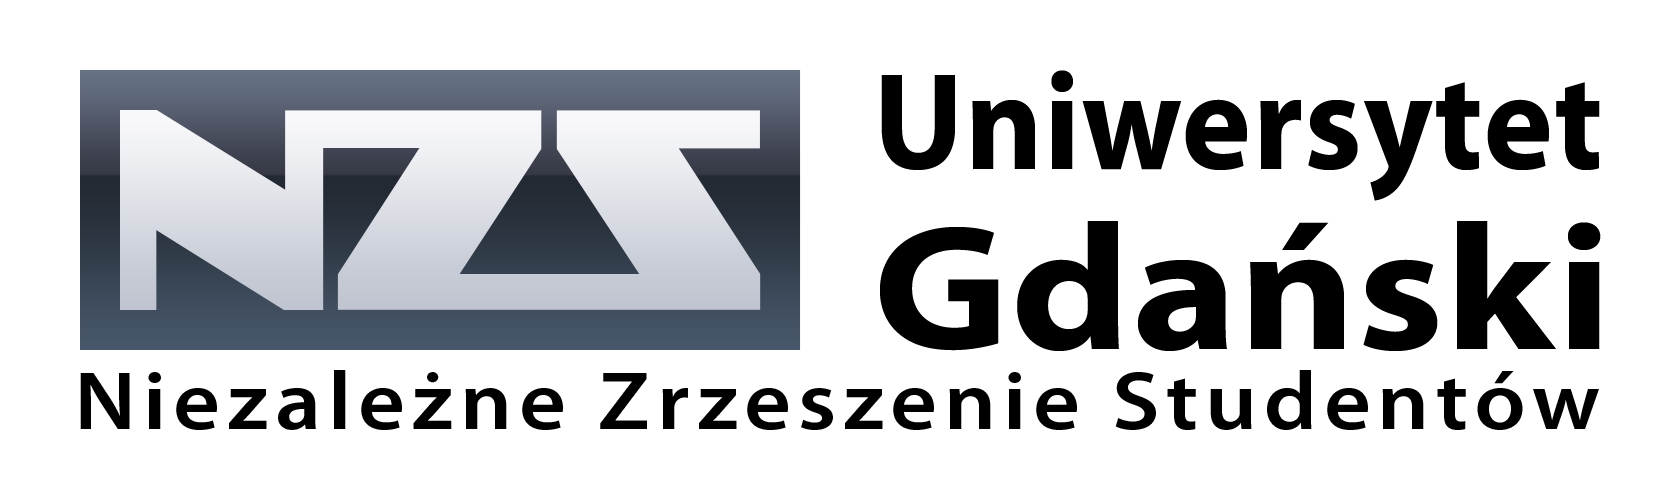 NZS
Uniwersytet
Gdański
Niezależne Zrzeszenie Studentów